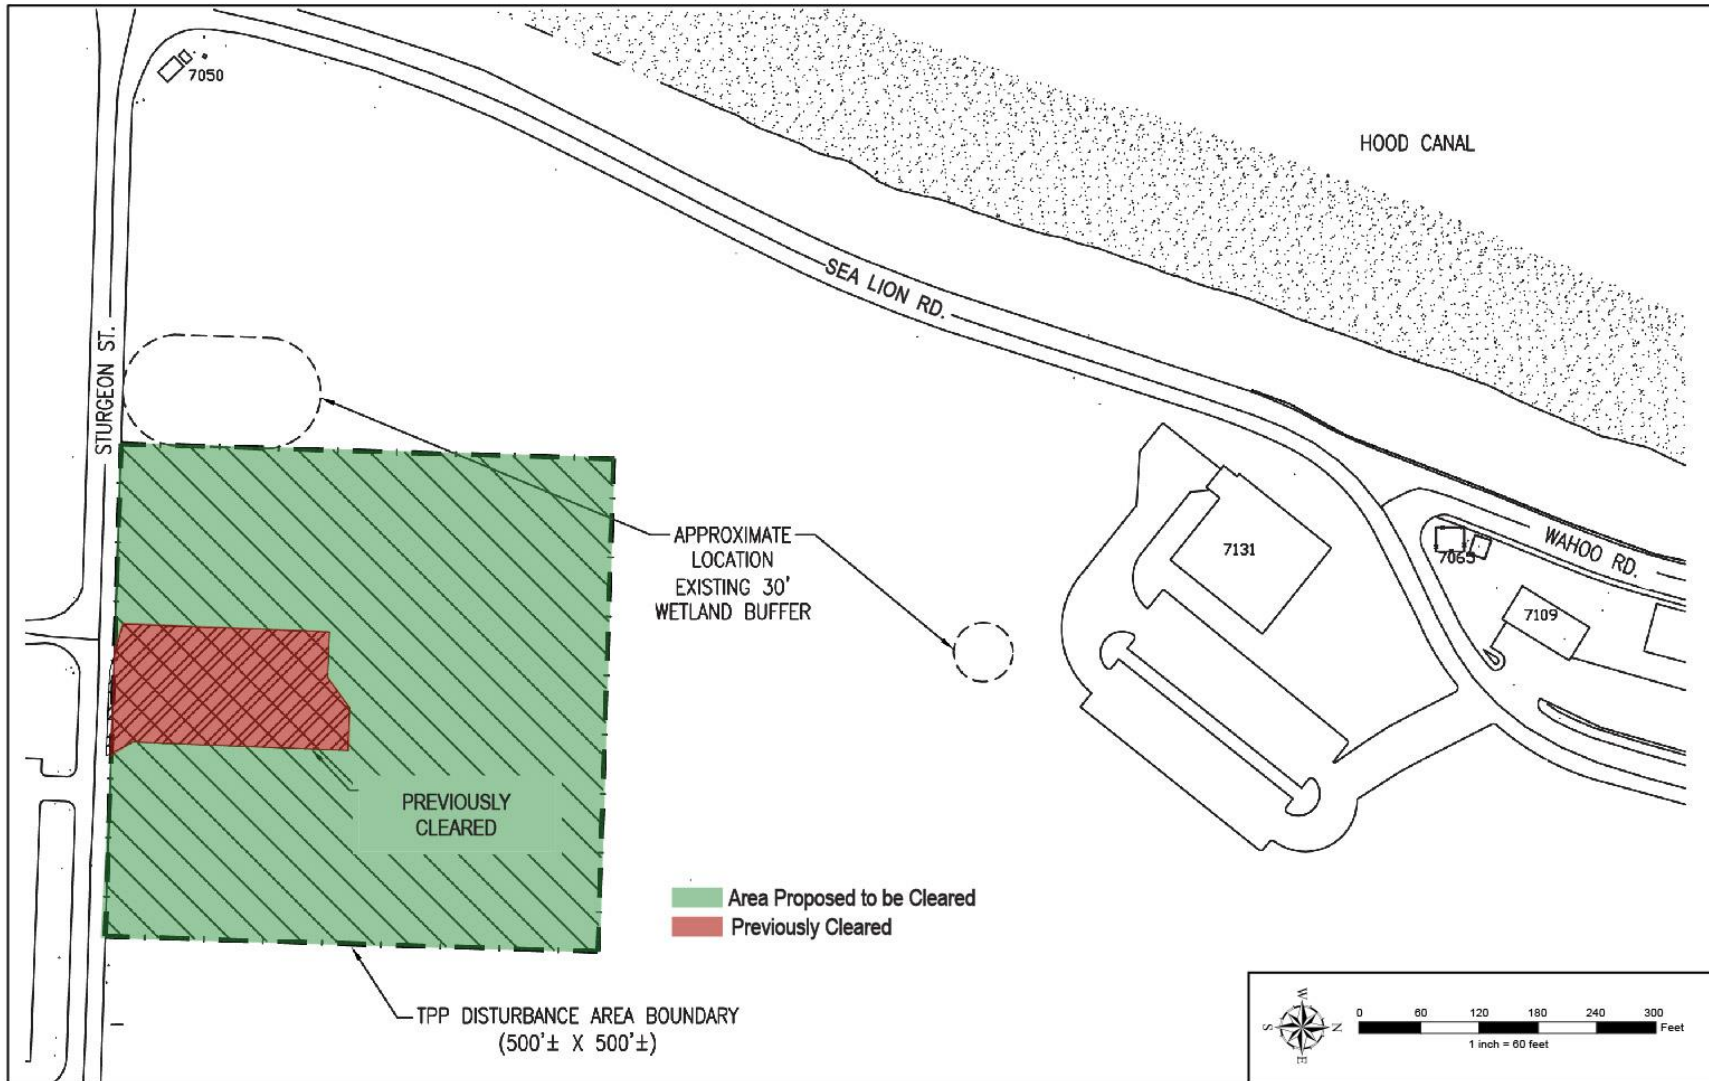 7050
HOOD CANAL
SEA LION RD.
STURGEON ST.
APPROXIMATE
LOCATION
EXISTING 30'
WETLAND BUFFER
7131
7065
WAHOO RD.
7109
PREVIOUSLY
CLEARED
Area Proposed to be Cleared
Previously Cleared
TPP DISTURBANCE AREA BOUNDARY
(500'± X 500'±)
W
S
N
E
0 60 120 180 240 300
Feet
1 inch = 60 feet